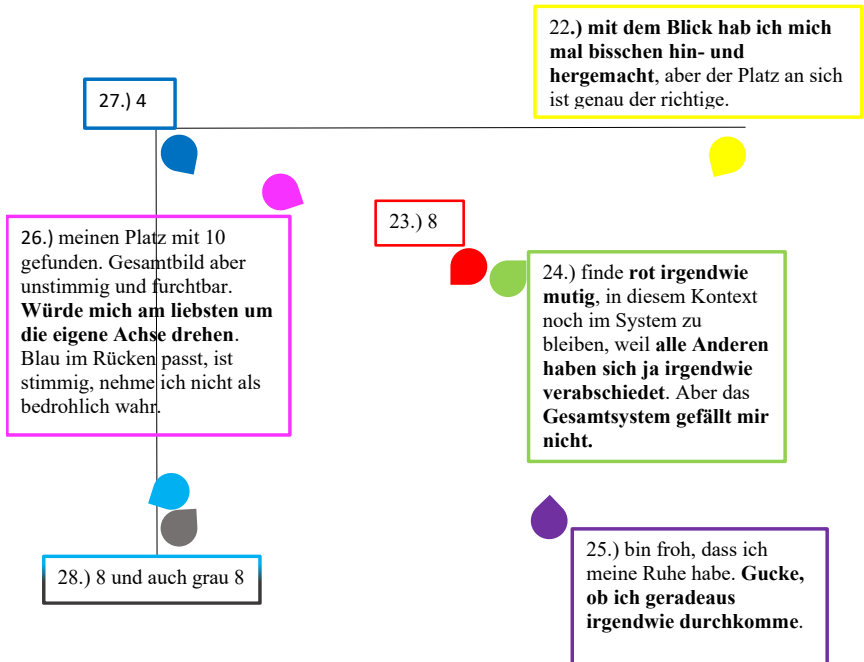 22.) mit dem Blick hab ich mich
mal bisschen hin- und
hergemacht, aber der Platz an sich
ist genau der richtige.
27.) 4
23.) 8
26.) meinen Platz mit 10
gefunden. Gesamtbild aber
unstimmig und furchtbar.
Würde mich am liebsten um
die eigene Achse drehen.
Blau im Rücken passt, ist
stimmig, nehme ich nicht als
bedrohlich wahr.
24.) finde rot irgendwie
mutig, in diesem Kontext
noch im System zu
bleiben, weil alle Anderen
haben sich ja irgendwie
verabschiedet. Aber das
Gesamtsystem gefällt mir
nicht.
28.) 8 und auch grau 8
25.) bin froh, dass ich
meine Ruhe habe. Gucke,
ob ich geradeaus
irgendwie durchkomme.